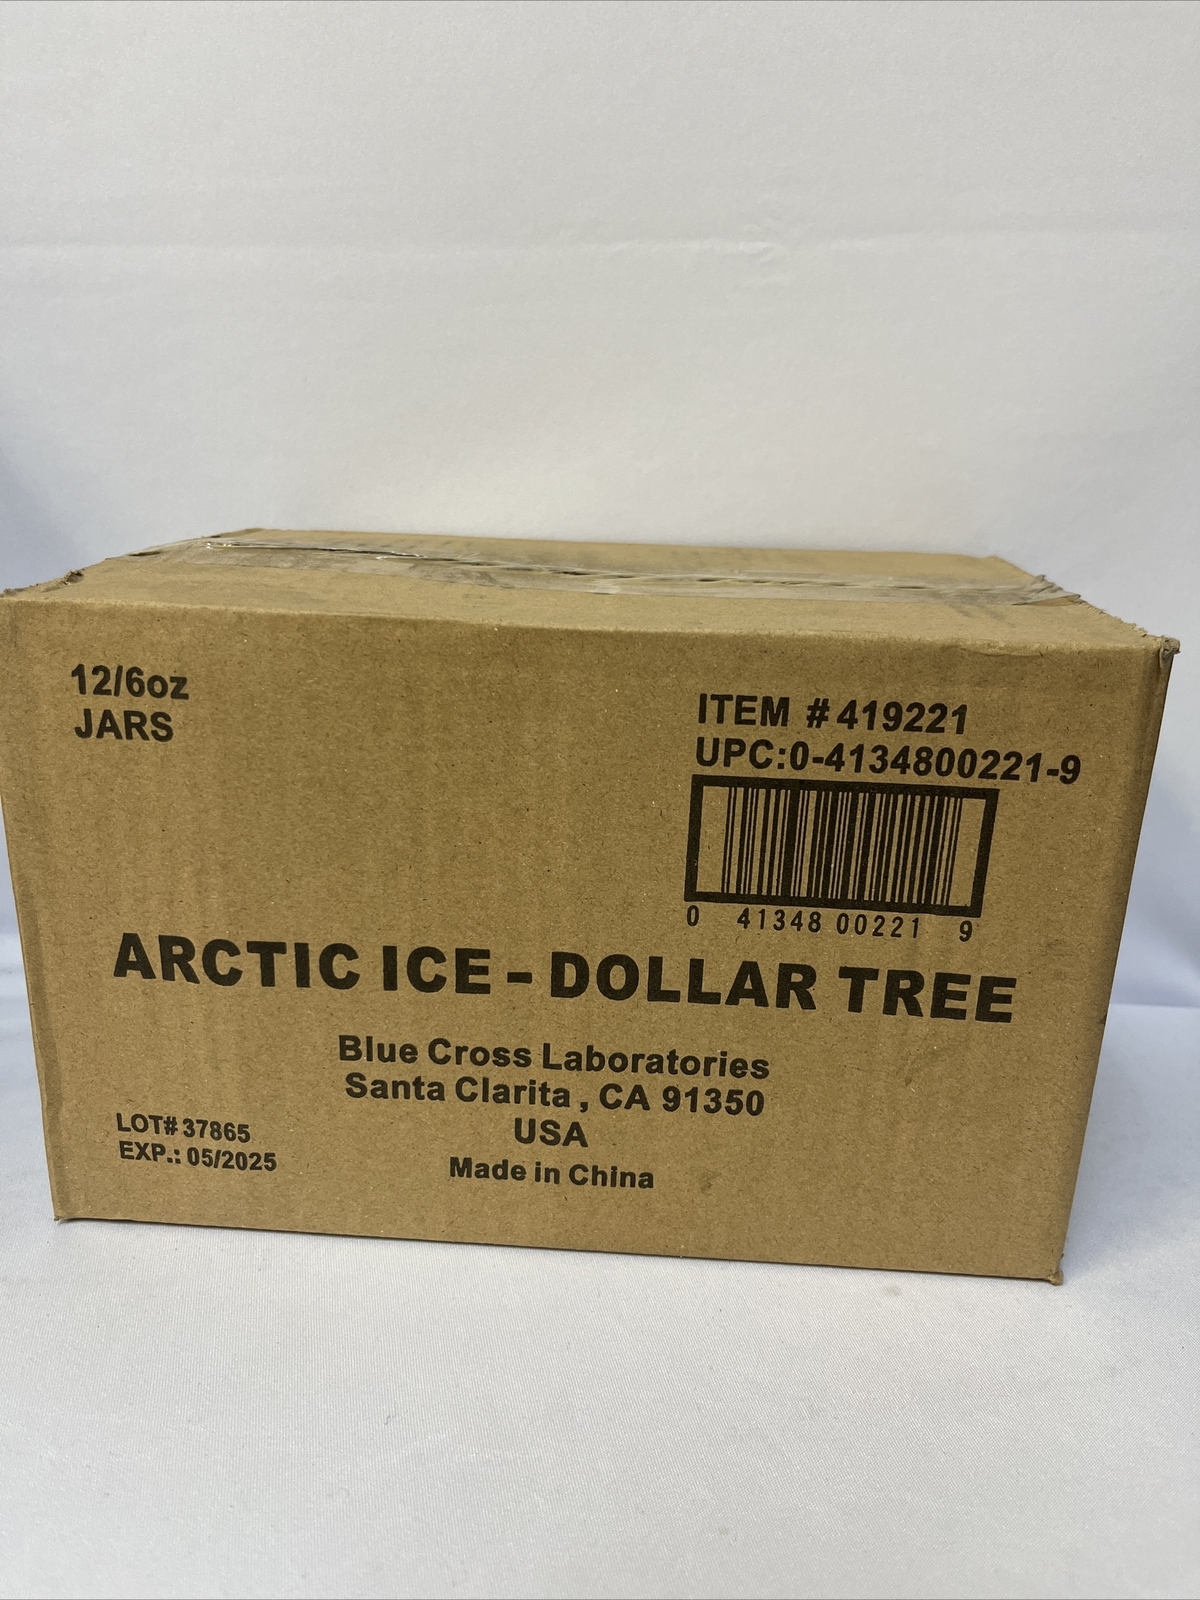 12/6oz
JARS
ITEM # 419221
UPC:0-4134800221-9
0 41348 00221 9
ARCTIC ICE - DOLLAR TREE
Blue Cross Laboratories
Santa Clarita , CA 91350
USA
Made in China
LOT# 37865
EXP.: 05/2025